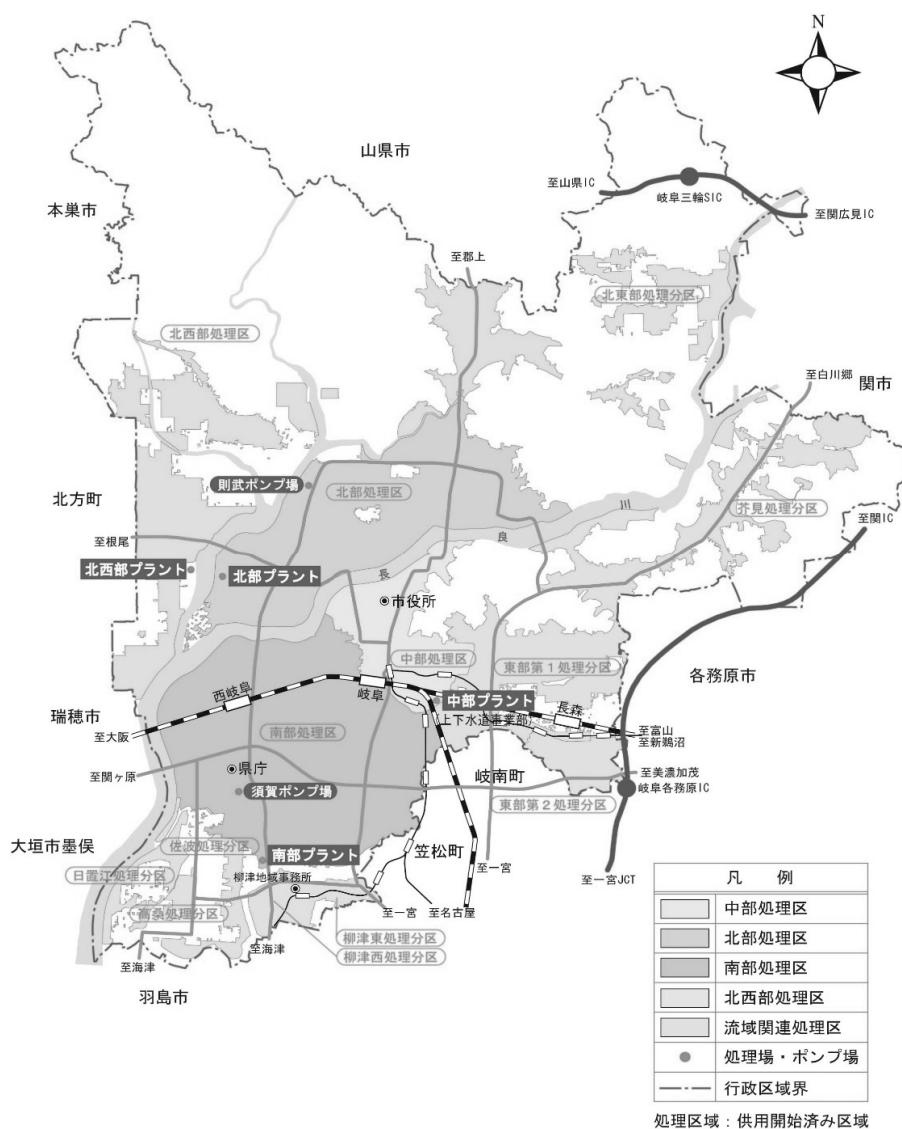 N
山県市
至山県IC
岐阜三輪SIC
至関広見IC
本巣市
至郡上
北東部処理分区
北西部処理区
至白川郷
関市
則武ポンプ場
北部処理区
北方町
芥見処理分区
至関IC
至根尾
長
良
川
北西部プラント
北部プラント
市役所
中部処理区
東部第1処理分区
各務原市
西岐阜
岐阜
中部プラント
(上下水道事業部)
長森
瑞穂市
至大阪
至富山
至新鵜沼
南部処理区
県庁
至関ヶ原
岐南町
至美濃加茂
岐阜各務原IC
須賀ポンプ場
東部第2処理分区
大垣市墨俣
佐波処理分区
笠松町
日置江処理分区
南部プラント
柳津地域事務所
至一宮
至一宮JCT
高桑処理分区
至一宮
至名古屋
至海津
至海津
柳津東処理分区
柳津西処理分区
羽島市
凡 例
中部処理区
北部処理区
南部処理区
北西部処理区
流域関連処理区
処理場・ポンプ場
行政区域界
処理区域：供用開始済み区域